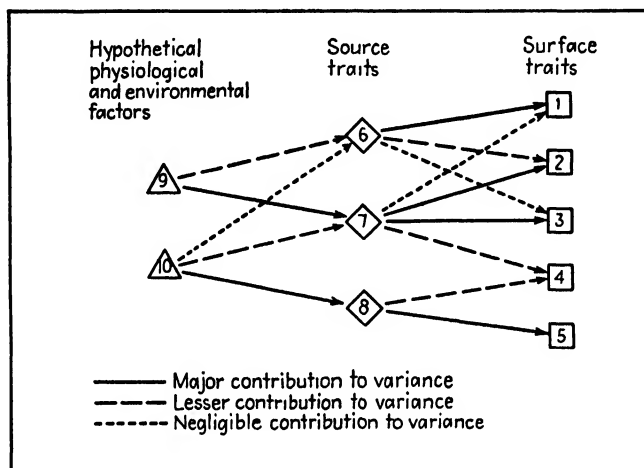 Hypothetical
physiological
and environmental
factors
Source
traits
Surface
traits
1
6
2
9
7
3
10
4
8
5
Major contribution to variance
Lesser contribution to variance
Negligible contribution to variance